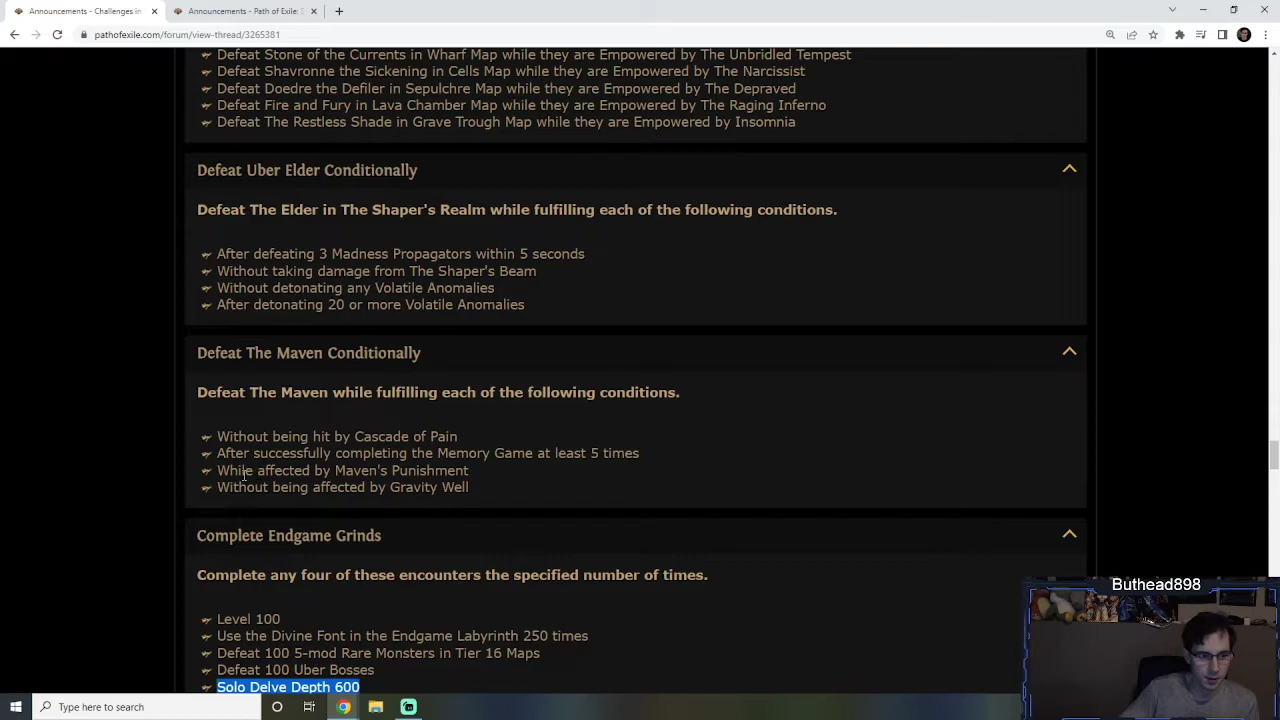 Announcements - Challenges in
Announcements - Path of Exile:
pathofexile.com/forum/view-thread/3265381
Defeat Stone of the Currents in Wharf Map while they are Empowered by The Unbridled Tempest
Defeat Shavronne the Sickening in Cells Map while they are Empowered by The Narcissist
Defeat Doedre the Defiler in Sepulchre Map while they are Empowered by The Depraved
Defeat Fire and Fury in Lava Chamber Map while they are Empowered by The Raging Inferno
Defeat The Restless Shade in Grave Trough Map while they are Empowered by Insomnia
Defeat Uber Elder Conditionally
Defeat The Elder in The Shaper's Realm while fulfilling each of the following conditions.
After defeating 3 Madness Propagators within 5 seconds
Without taking damage from The Shaper's Beam
Without detonating any Volatile Anomalies
After detonating 20 or more Volatile Anomalies
Defeat The Maven Conditionally
Defeat The Maven while fulfilling each of the following conditions.
Without being hit by Cascade of Pain
After successfully completing the Memory Game at least 5 times
While affected by Maven's Punishment
Without being affected by Gravity Well
Complete Endgame Grinds
Complete any four of these encounters the specified number of times.
Level 100
Use the Divine Font in the Endgame Labyrinth 250 times
Defeat 100 5-mod Rare Monsters in Tier 16 Maps
Defeat 100 Uber Bosses
Solo Delve Depth 600
Buthead898
Type here to search